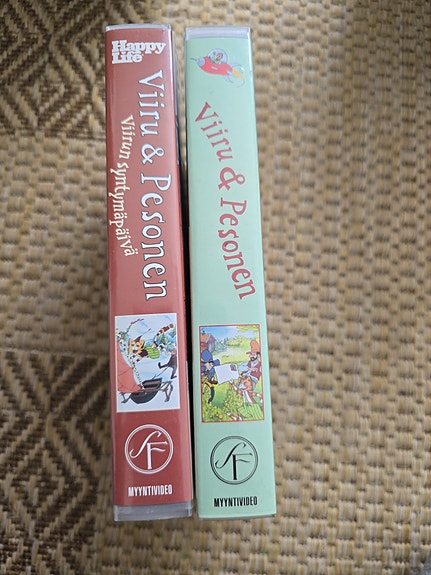 Happy
Life
Viiru & Pesonen
Viirun syntymäpäivä
SF
MYYNTIVIDEO
Viiru & Pesonen
SF
MYYNTIVIDEO